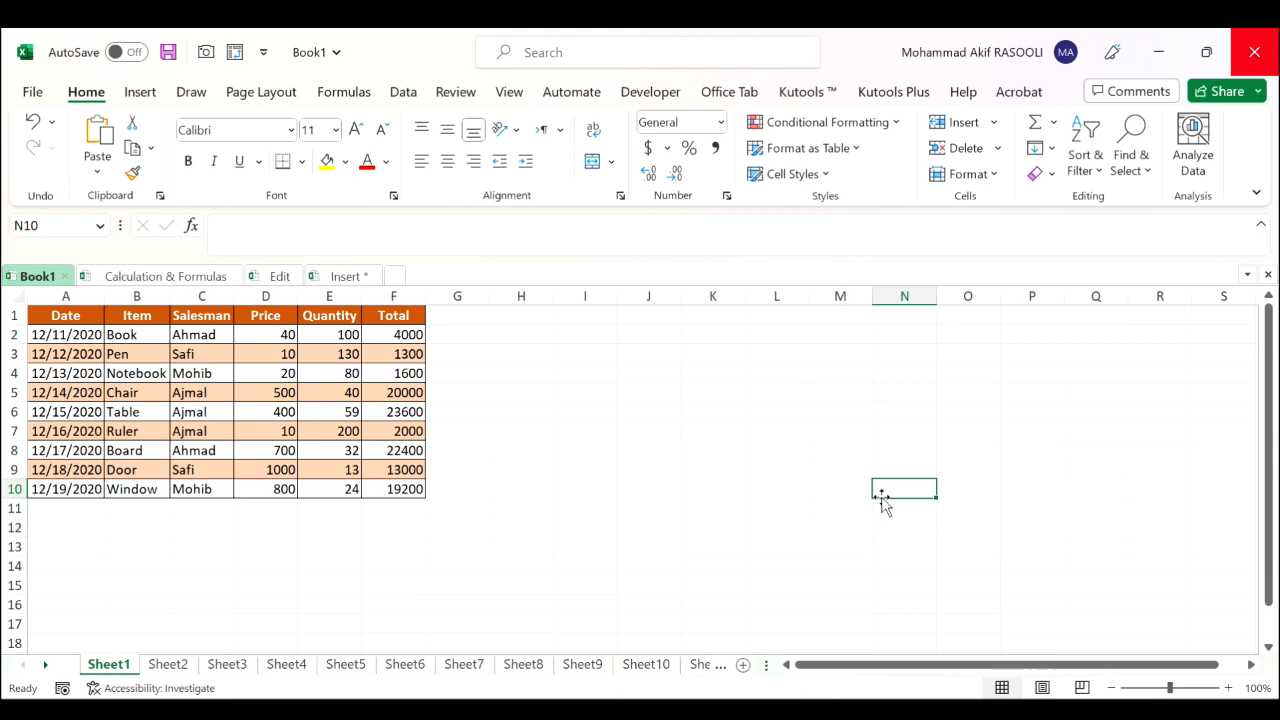 AutoSave Off Book1 Search Mohammad Akif RASOOLI MA
File Home Insert Draw Page Layout Formulas Data Review View Automate Developer Office Tab Kutools ™ Kutools Plus Help Acrobat Comments Share
Calibri 11 General Conditional Formatting Insert
Paste Format as Table Delete Sort & Filter Find & Select Analyze Data
B I U A $ % Cell Styles Format
Undo Clipboard Font Alignment Number Styles Cells Editing Analysis
N10 fx
Book1 Calculation & Formulas Edit Insert *
A B C D E F G H I J K L M N O P Q R S
1 Date Item Salesman Price Quantity Total
2 12/11/2020 Book Ahmad 40 100 4000
3 12/12/2020 Pen Safi 10 130 1300
4 12/13/2020 Notebook Mohib 20 80 1600
5 12/14/2020 Chair Ajmal 500 40 20000
6 12/15/2020 Table Ajmal 400 59 23600
7 12/16/2020 Ruler Ajmal 10 200 2000
8 12/17/2020 Board Ahmad 700 32 22400
9 12/18/2020 Door Safi 1000 13 13000
10 12/19/2020 Window Mohib 800 24 19200
11
12
13
14
15
16
17
18
Sheet1 Sheet2 Sheet3 Sheet4 Sheet5 Sheet6 Sheet7 Sheet8 Sheet9 Sheet10 She ...
Ready Accessibility: Investigate 100%